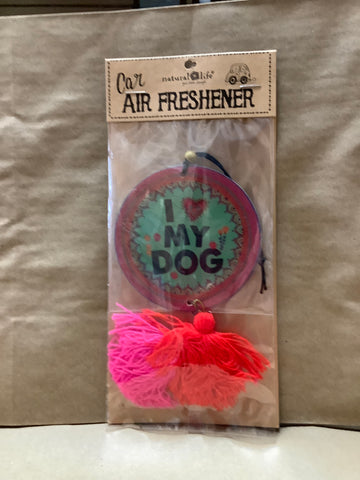 Car
natural life
AIR FRESHENER
I ♥
MY
DOG